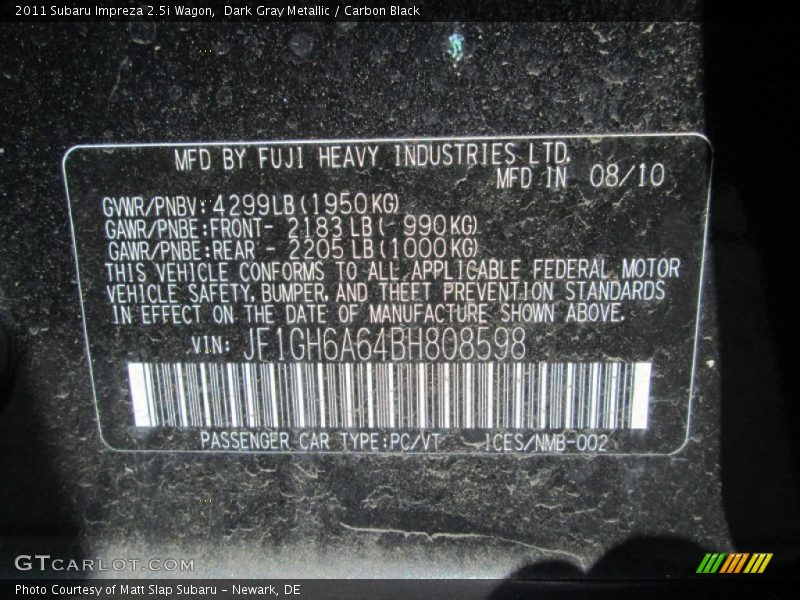 2011 Subaru Impreza 2.5i Wagon,  Dark Gray Metallic / Carbon Black
MFD BY FUJI HEAVY INDUSTRIES LTD.
MFD IN 08/10
GVWR/PNBV:4299LB(1950KG)
GAWR/PNBE:FRONT- 2183LB( 990KG)
GAWR/PNBE:REAR - 2205LB(1000KG)
THIS VEHICLE CONFORMS TO ALL APPLICABLE FEDERAL MOTOR
VEHICLE SAFETY, BUMPER, AND THEFT PREVENTION STANDARDS
IN EFFECT ON THE DATE OF MANUFACTURE SHOWN ABOVE.
VIN: JF1GH6A64BH808598
PASSENGER CAR TYPE:PC/VT ICES/NMB-002
GTCARLOT.COM
Photo Courtesy of Matt Slap Subaru - Newark, DE